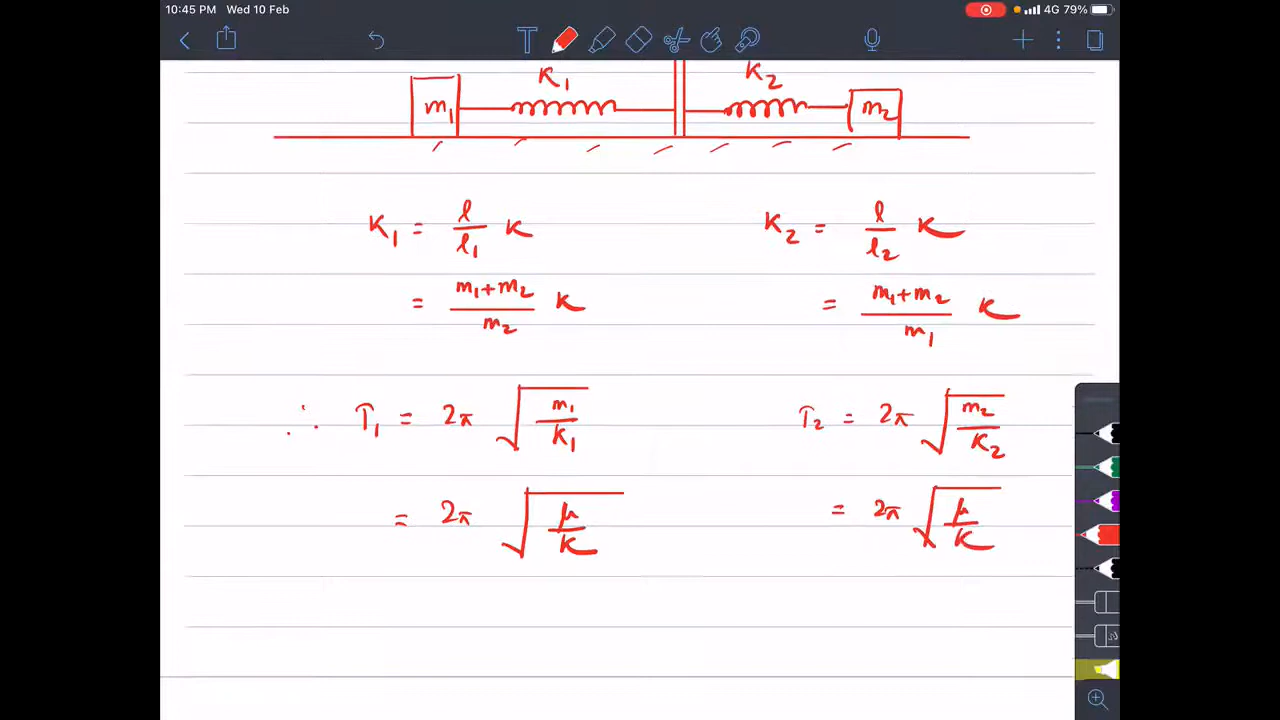 10:45 PM Wed 10 Feb 4G 79%
T
K₁ K₂
m₁ m₂
K₁ = l/l₁ K K₂ = l/l₂ K
= (m₁+m₂)/m₂ K = (m₁+m₂)/m₁ K
∴ T₁ = 2π √(m₁/K₁) T₂ = 2π √(m₂/K₂)
= 2π √(μ/K) = 2π √(μ/K)